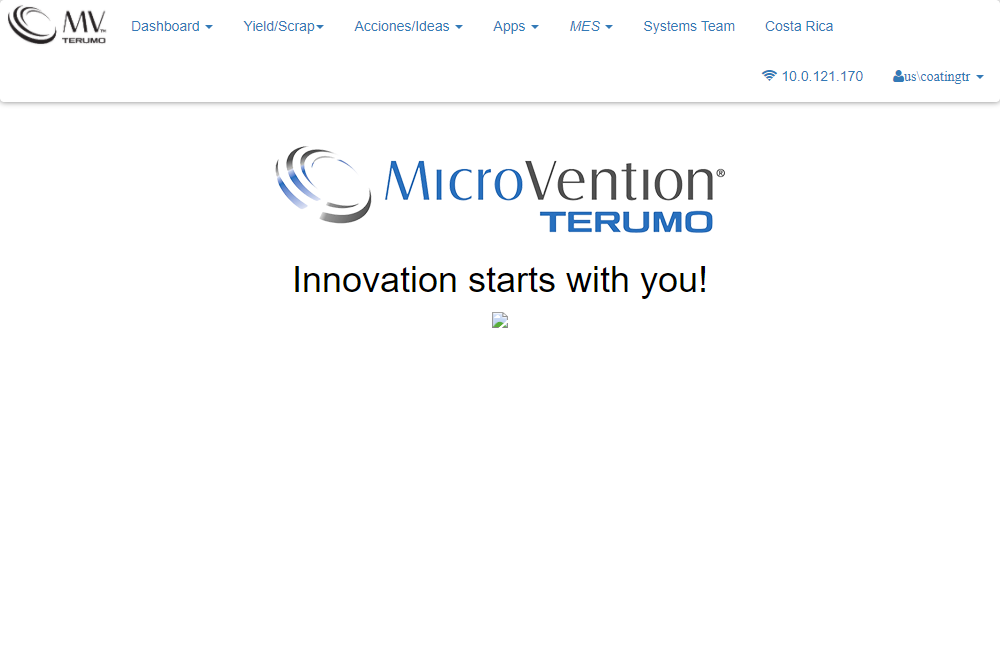 MV™ TERUMO
Dashboard Yield/Scrap Acciones/Ideas Apps MES Systems Team Costa Rica
10.0.121.170 us\coatingtr
MicroVention®
TERUMO
Innovation starts with you!